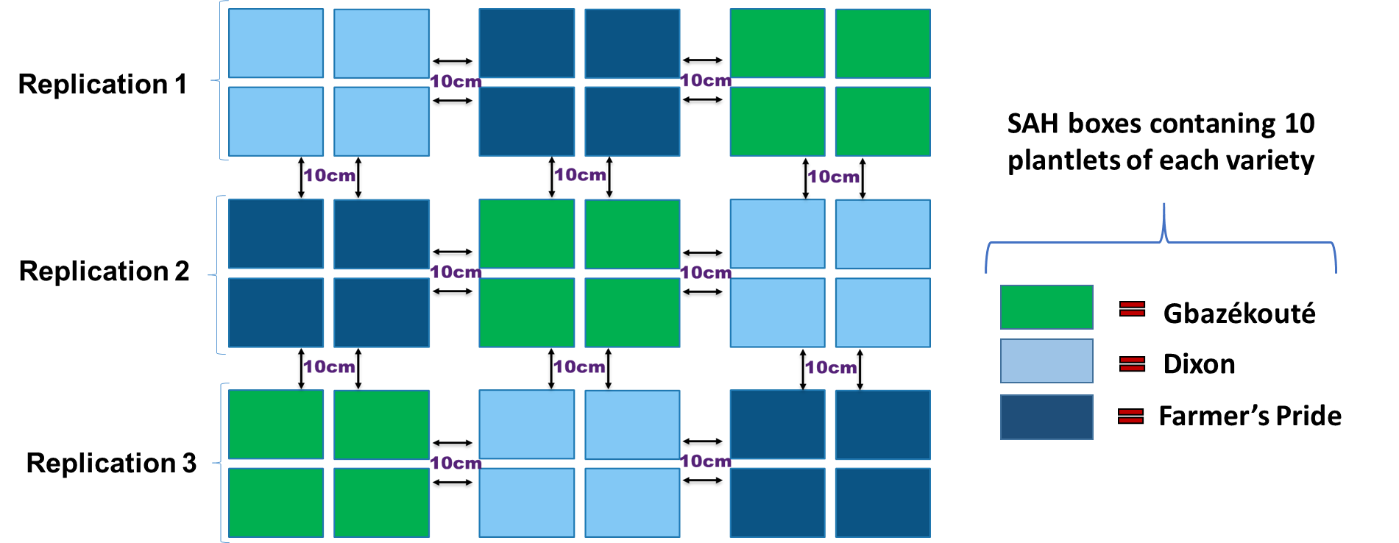 Replication 1
10cm
10cm
10cm
10cm
10cm
Replication 2
10cm
10cm
10cm
10cm
10cm
Replication 3
10cm
10cm
SAH boxes contaning 10
plantlets of each variety
= Gbazékouté
= Dixon
= Farmer's Pride